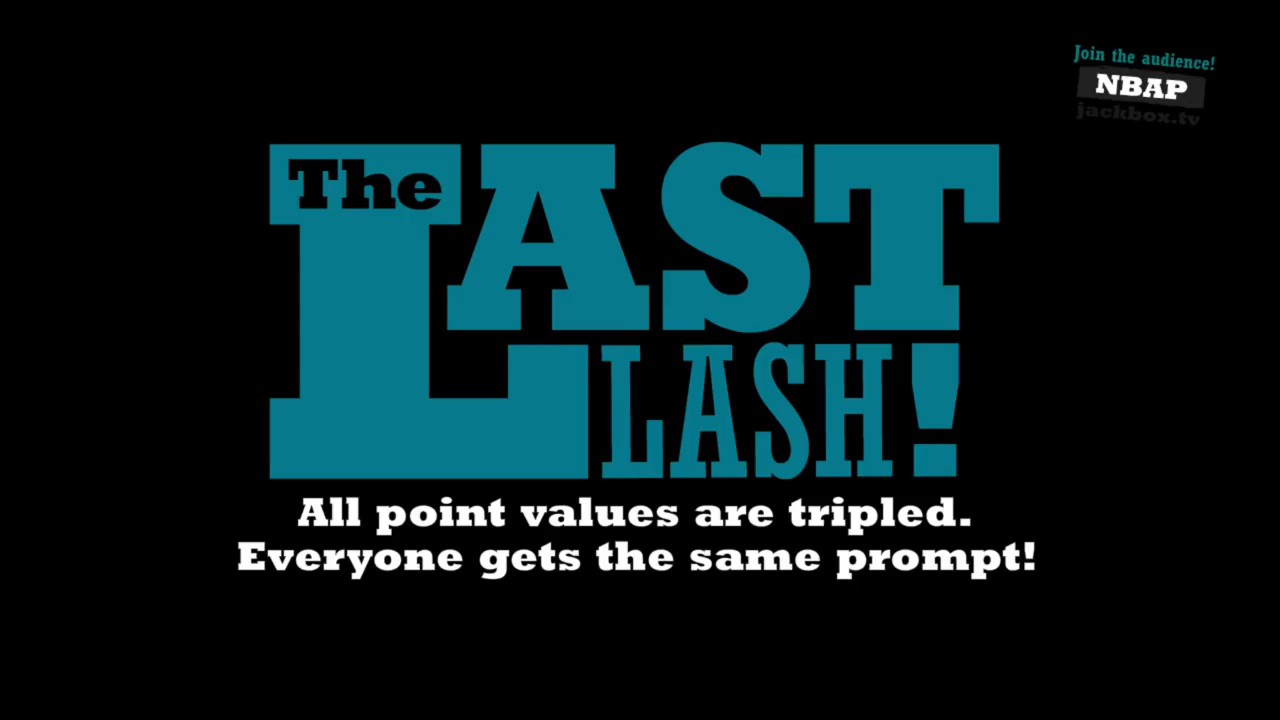 Join the audience!
NBAP
jackbox.tv
The LAST
LASH!
All point values are tripled.
Everyone gets the same prompt!